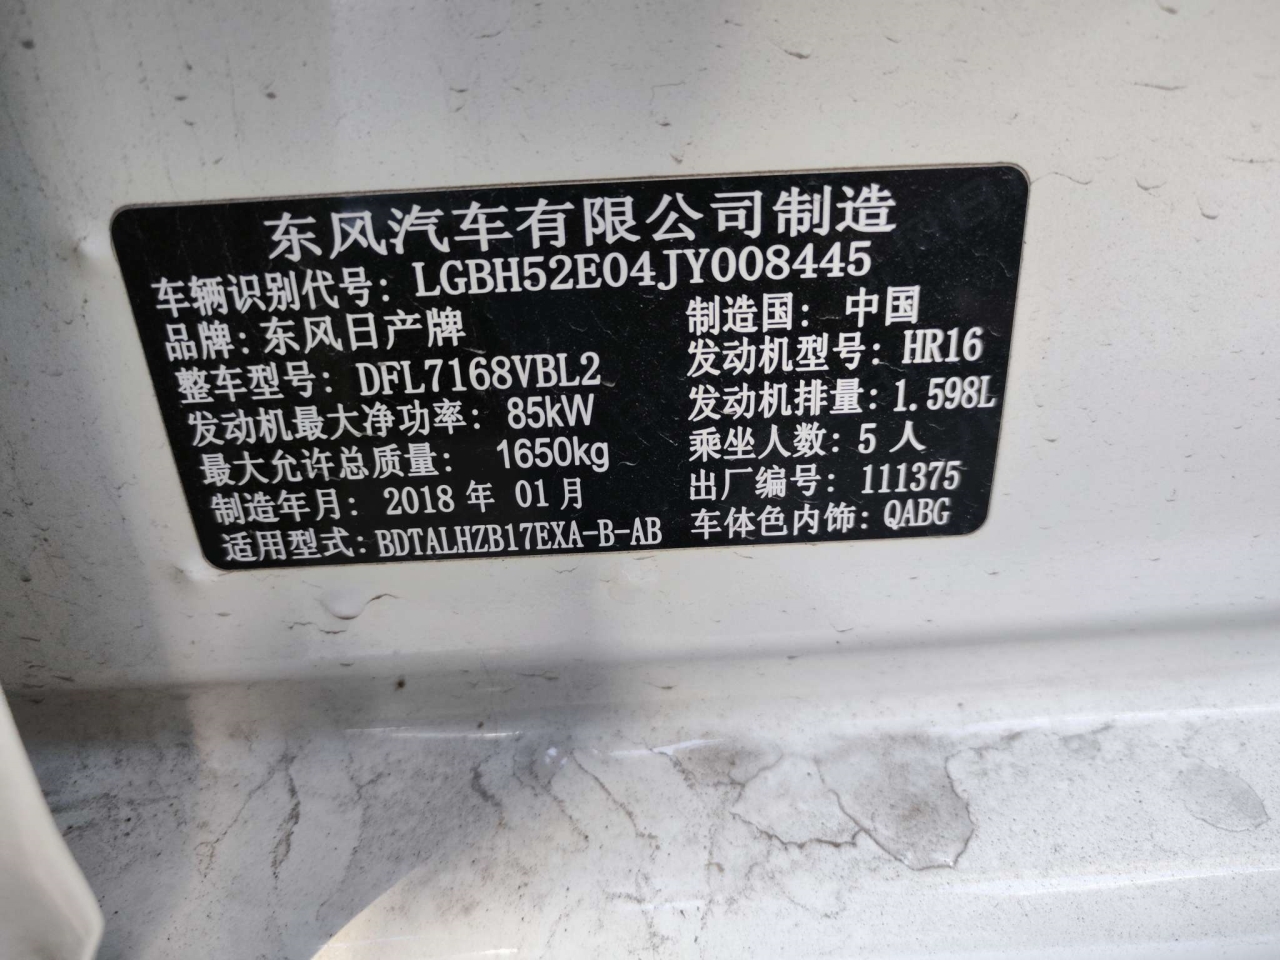 东风汽车有限公司制造
车辆识别代号: LGBH52E04JY008445
品牌: 东风日产牌 制造国: 中国
整车型号: DFL7168VBL2 发动机型号: HR16
发动机最大净功率: 85kW 发动机排量: 1.598L
最大允许总质量: 1650kg 乘坐人数: 5 人
制造年月: 2018 年 01 月 出厂编号: 111375
适用型式: BDTALHZB17EXA-B-AB 车体色内饰: QABG